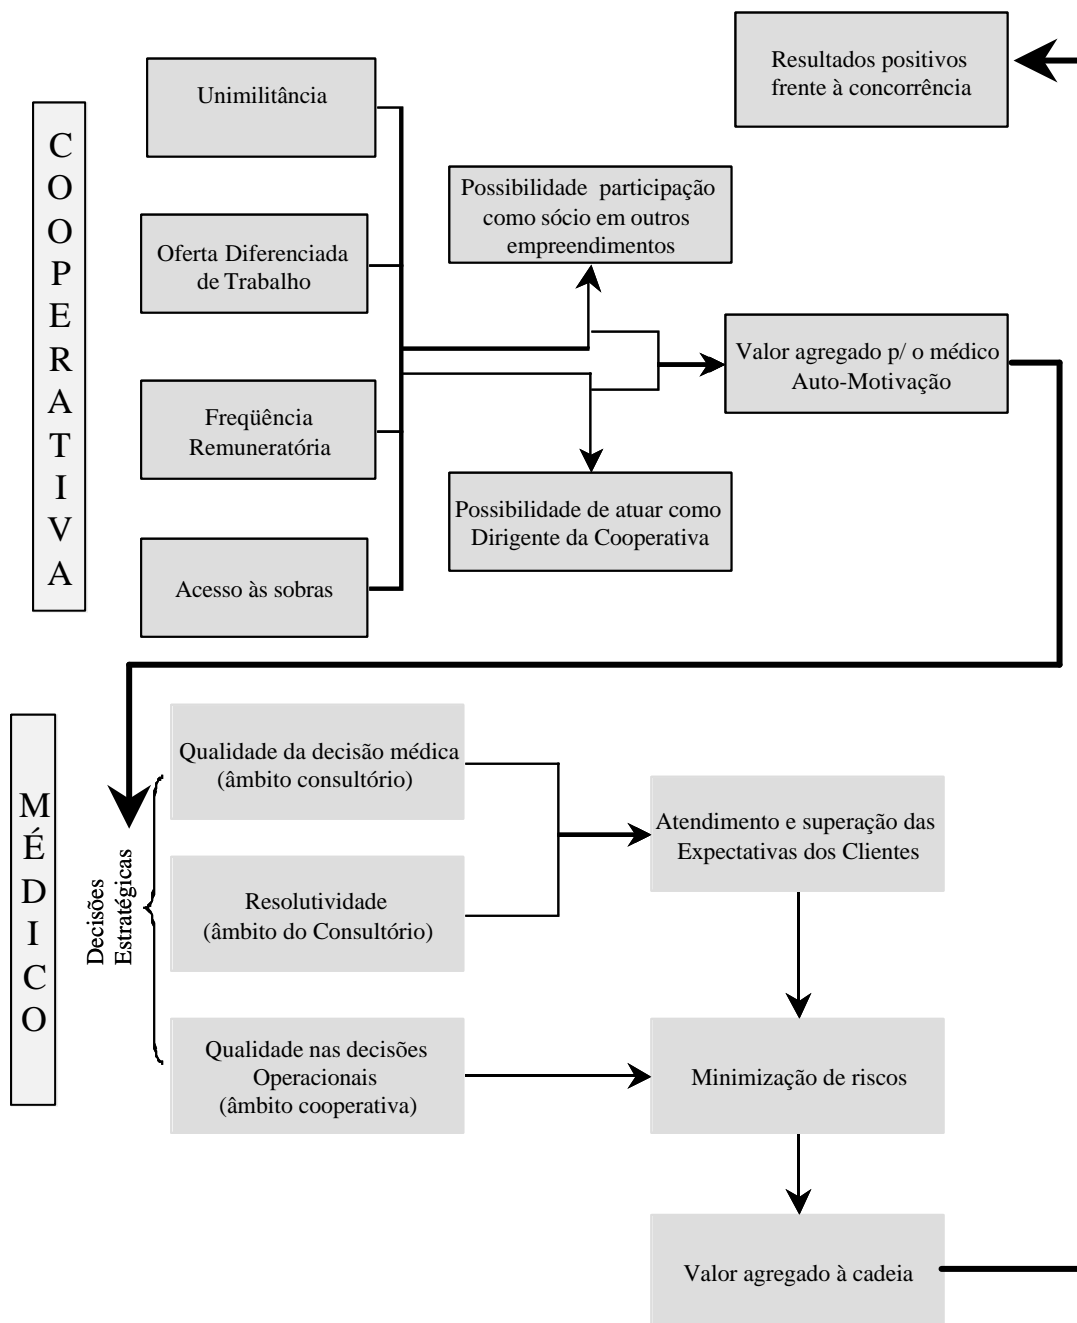 Resultados positivos
frente à concorrência
COOPERATIVA
Unimilitância
Oferta Diferenciada
de Trabalho
Freqüência
Remuneratória
Acesso às sobras
Possibilidade participação
como sócio em outros
empreendimentos
Possibilidade de atuar como
Dirigente da Cooperativa
Valor agregado p/ o médico
Auto-Motivação
MÉDICO
Decisões
Estratégicas
Qualidade da decisão médica
(âmbito consultório)
Resolutividade
(âmbito do Consultório)
Qualidade nas decisões
Operacionais
(âmbito cooperativa)
Atendimento e superação das
Expectativas dos Clientes
Minimização de riscos
Valor agregado à cadeia